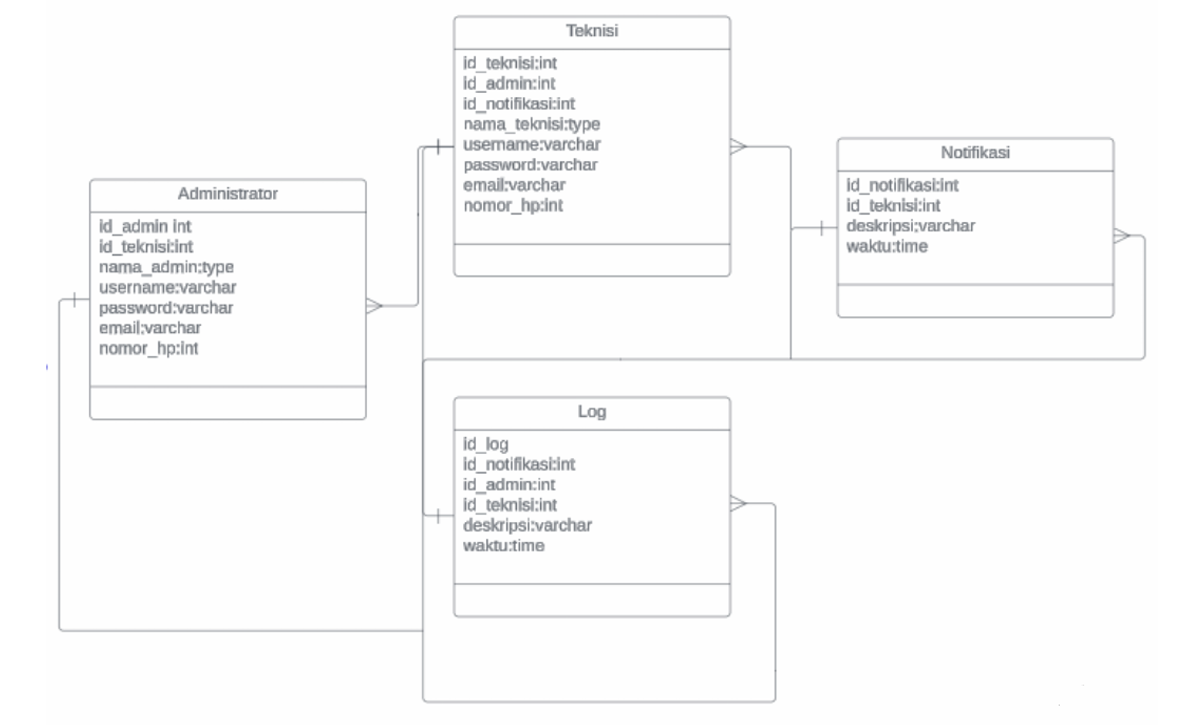 Teknisi
id_teknisi:int
id_admin:int
id_notifikasi:int
nama_teknisi:type
username:varchar
password:varchar
email:varchar
nomor_hp:int
Notifikasi
id_notifikasi:int
id_teknisi:int
deskripsi;varchar
waktu:time
Administrator
id_admin int
id_teknisi:int
nama_admin:type
username:varchar
password:varchar
email:varchar
nomor_hp:int
Log
id_log
id_notifikasi:int
id_admin:int
id_teknisi:int
deskripsi:varchar
waktu:time